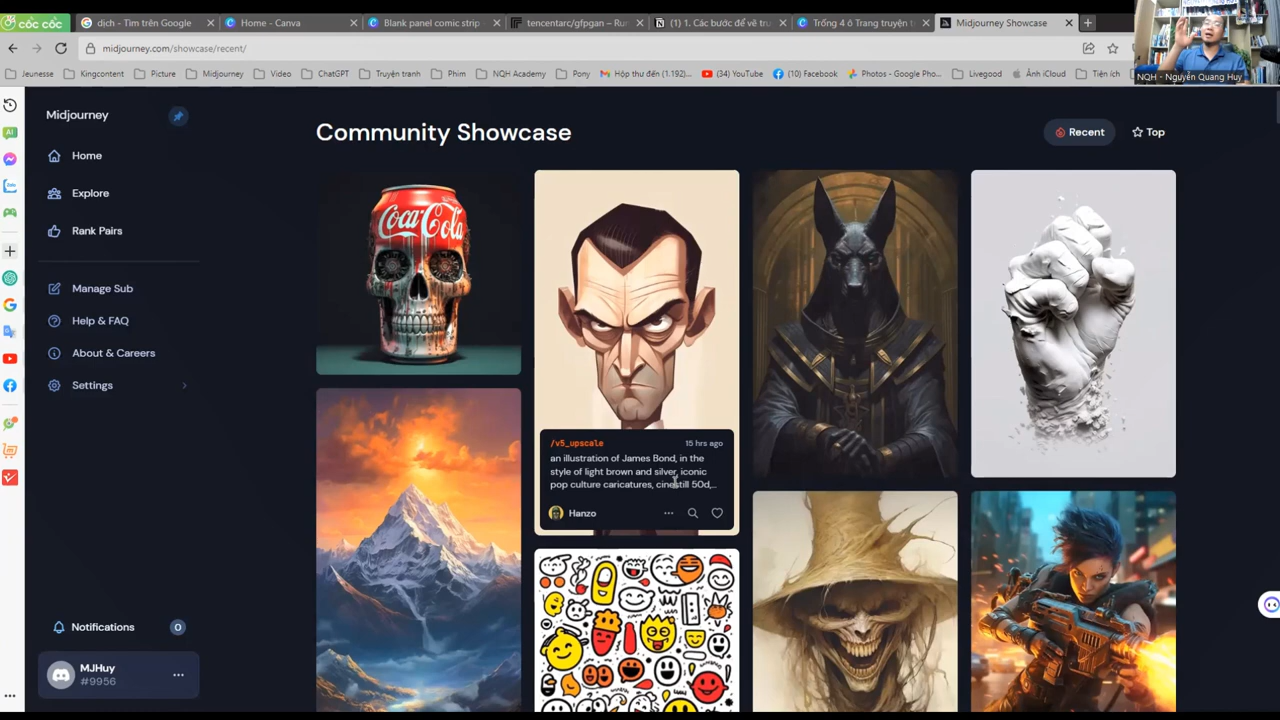 cốc cốc
dich - Tìm trên Google
Home - Canva
Blank panel comic strip
tencentarc/gfpgan – Ru
(1) 1. Các bước để vẽ tru
Trống 4 ô Trang truyện t
Midjourney Showcase
midjourney.com/showcase/recent/
Jeunesse
Kingcontent
Picture
Midjourney
Video
ChatGPT
Truyện tranh
Phim
NQH Academy
Pony
Hộp thư đến (1.192)...
(34) YouTube
(10) Facebook
Photos - Google Pho...
Livegood
Ảnh iCloud
Tiện ích
NQH - Nguyễn Quang Huy
Midjourney
Home
Explore
Rank Pairs
Manage Sub
Help & FAQ
About & Careers
Settings
Notifications
0
MJHuy
#9956
Community Showcase
Recent
Top
Coca-Cola
/v5_upscale
15 hrs ago
an illustration of James Bond, in the
style of light brown and silver, iconic
pop culture caricatures, cinestill 50d,...
Hanzo